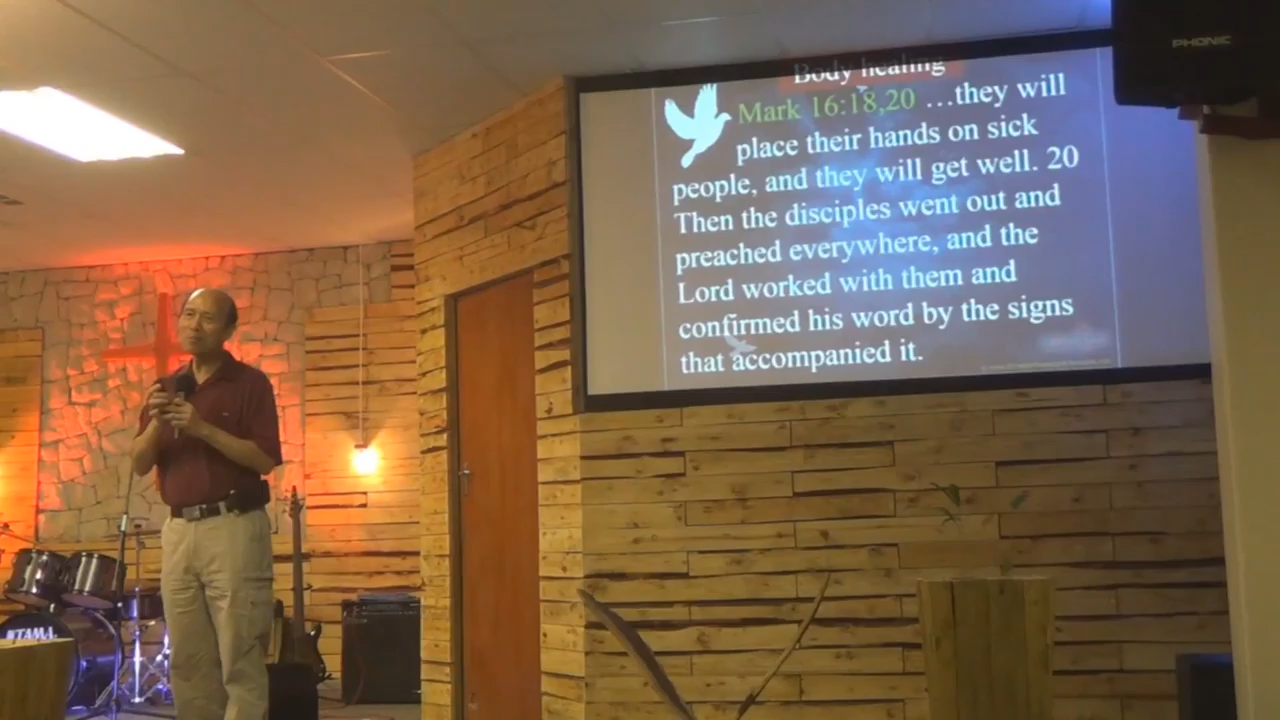 PHONIC
Body healing
Mark 16:18,20 …they will
place their hands on sick
people, and they will get well. 20
Then the disciples went out and
preached everywhere, and the
Lord worked with them and
confirmed his word by the signs
that accompanied it.
TAMA